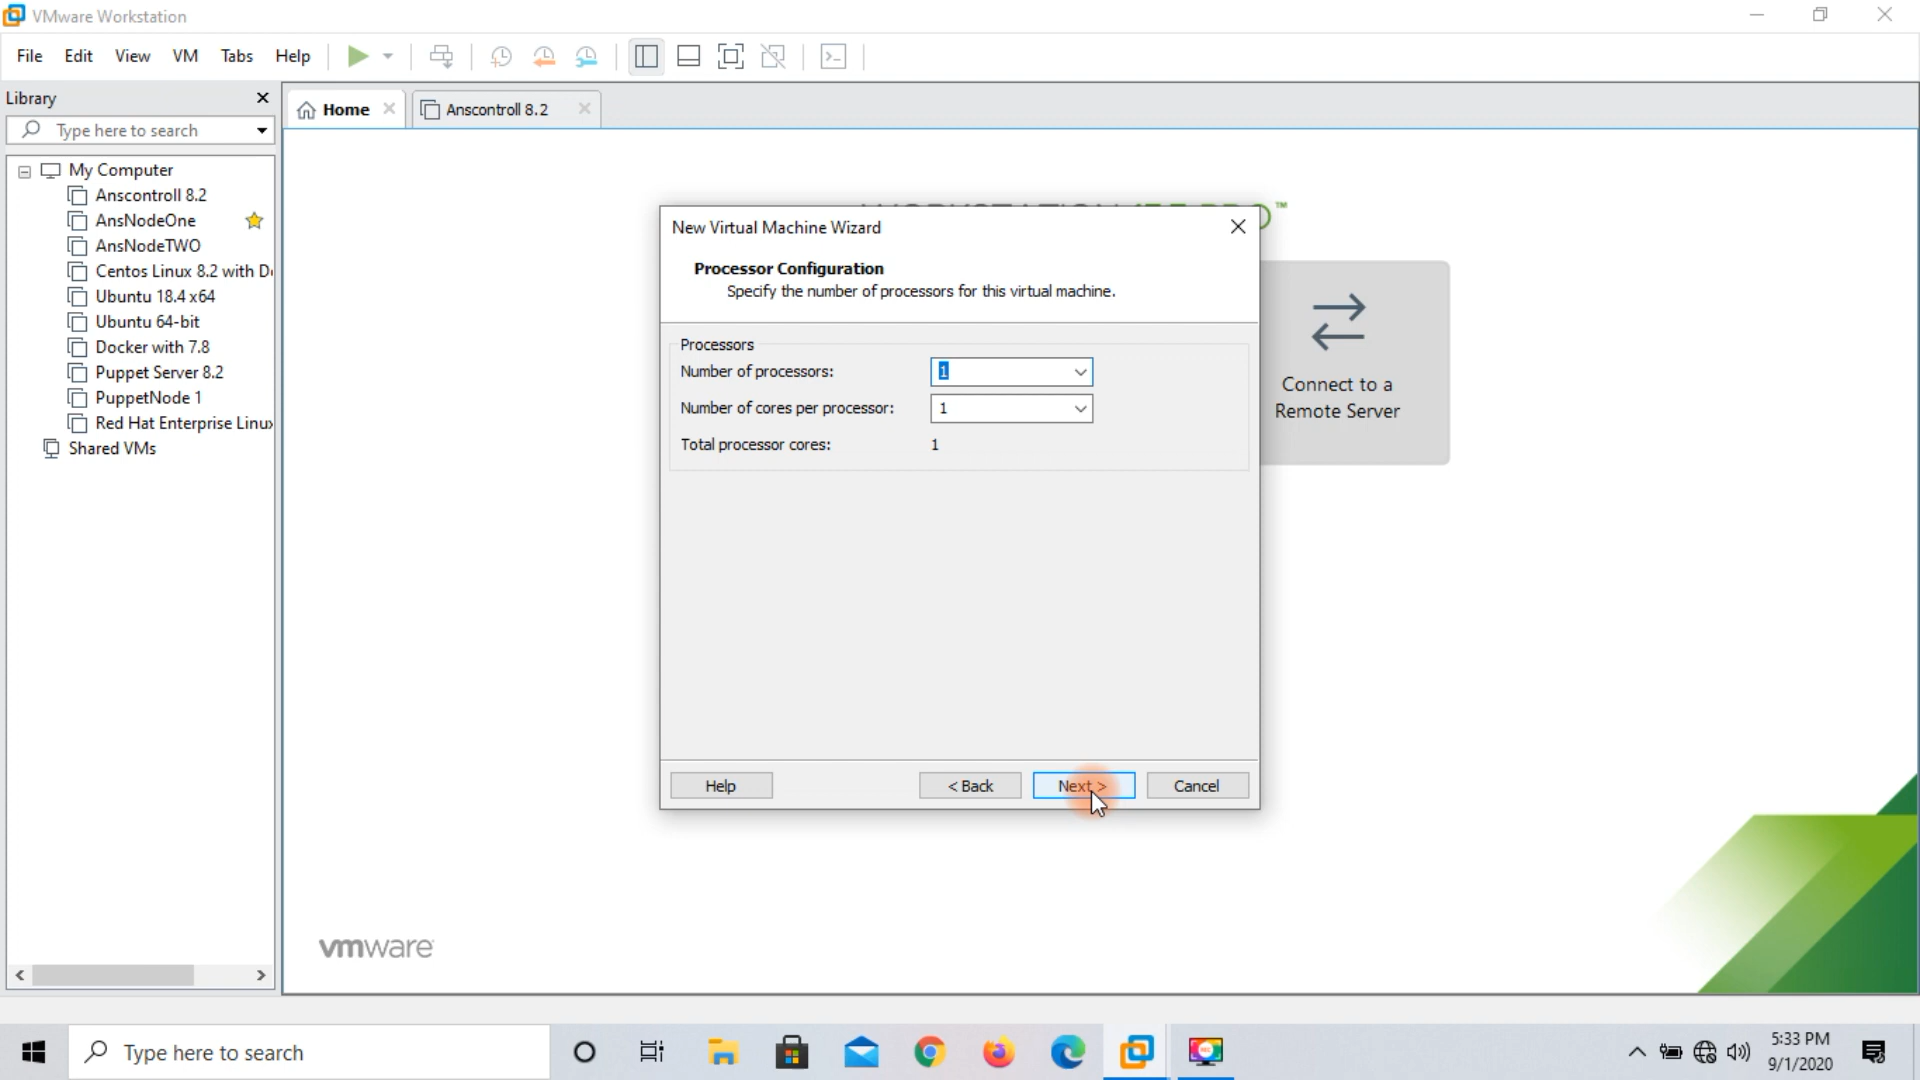 VMware Workstation
File Edit View VM Tabs Help
Library
Type here to search
Home
Anscontroll 8.2
My Computer
Anscontroll 8.2
AnsNodeOne
AnsNodeTWO
Centos Linux 8.2 with D
Ubuntu 18.4 x64
Ubuntu 64-bit
Docker with 7.8
Puppet Server 8.2
PuppetNode 1
Red Hat Enterprise Linux
Shared VMs
New Virtual Machine Wizard
Processor Configuration
Specify the number of processors for this virtual machine.
Processors
Number of processors: 1
Number of cores per processor: 1
Total processor cores: 1
Help < Back Next > Cancel
Connect to a
Remote Server
vmware
Type here to search
5:33 PM
9/1/2020